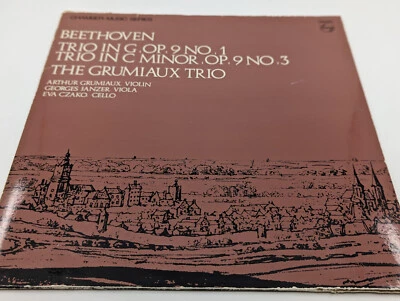 CHAMBER MUSIC SERIES
BEETHOVEN
TRIO IN G, OP. 9 NO. 1
TRIO IN C MINOR, OP. 9 NO. 3
THE GRUMIAUX TRIO
ARTHUR GRUMIAUX, VIOLIN
GEORGES JANZER, VIOLA
EVA CZAKO, CELLO